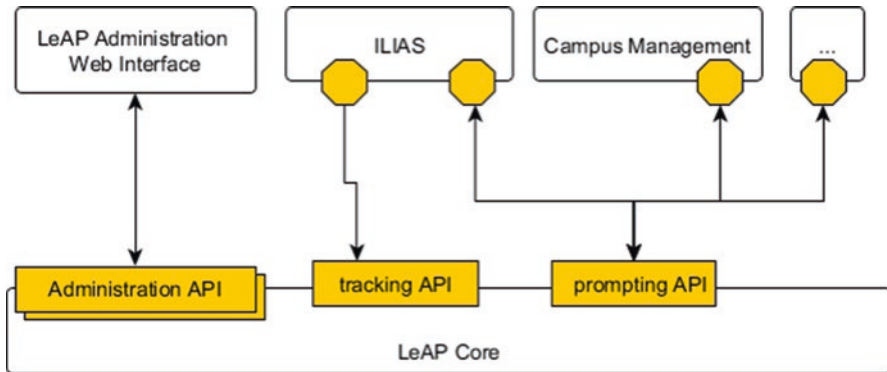 LeAP Administration
Web Interface
ILIAS
Campus Management
...
Administration API
tracking API
prompting API
LeAP Core